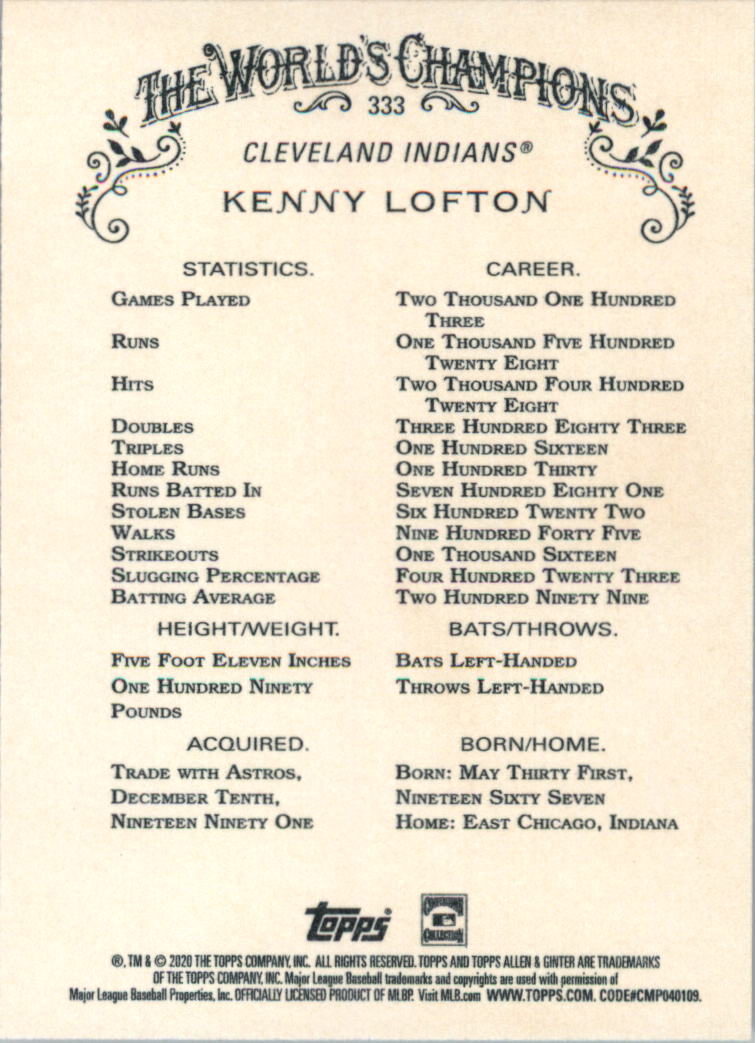 THE WORLD'S CHAMPIONS
333
CLEVELAND INDIANS®
KENNY LOFTON
STATISTICS. CAREER.
GAMES PLAYED TWO THOUSAND ONE HUNDRED
THREE
RUNS ONE THOUSAND FIVE HUNDRED
TWENTY EIGHT
HITS TWO THOUSAND FOUR HUNDRED
TWENTY EIGHT
DOUBLES THREE HUNDRED EIGHTY THREE
TRIPLES ONE HUNDRED SIXTEEN
HOME RUNS ONE HUNDRED THIRTY
RUNS BATTED IN SEVEN HUNDRED EIGHTY ONE
STOLEN BASES SIX HUNDRED TWENTY TWO
WALKS NINE HUNDRED FORTY FIVE
STRIKEOUTS ONE THOUSAND SIXTEEN
SLUGGING PERCENTAGE FOUR HUNDRED TWENTY THREE
BATTING AVERAGE TWO HUNDRED NINETY NINE
HEIGHT/WEIGHT. BATS/THROWS.
FIVE FOOT ELEVEN INCHES BATS LEFT-HANDED
ONE HUNDRED NINETY THROWS LEFT-HANDED
POUNDS
ACQUIRED. BORN/HOME.
TRADE WITH ASTROS, BORN: MAY THIRTY FIRST,
DECEMBER TENTH, NINETEEN SIXTY SEVEN
NINETEEN NINETY ONE HOME: EAST CHICAGO, INDIANA
topps® COOPERSTOWN COLLECTION
®, TM & © 2020 THE TOPPS COMPANY, INC. ALL RIGHTS RESERVED. TOPPS AND TOPPS ALLEN & GINTER ARE TRADEMARKS
OF THE TOPPS COMPANY, INC. Major League Baseball trademarks and copyrights are used with permission of
Major League Baseball Properties, Inc. OFFICIALLY LICENSED PRODUCT OF MLBP. Visit MLB.com WWW.TOPPS.COM. CODE#CMP040109.